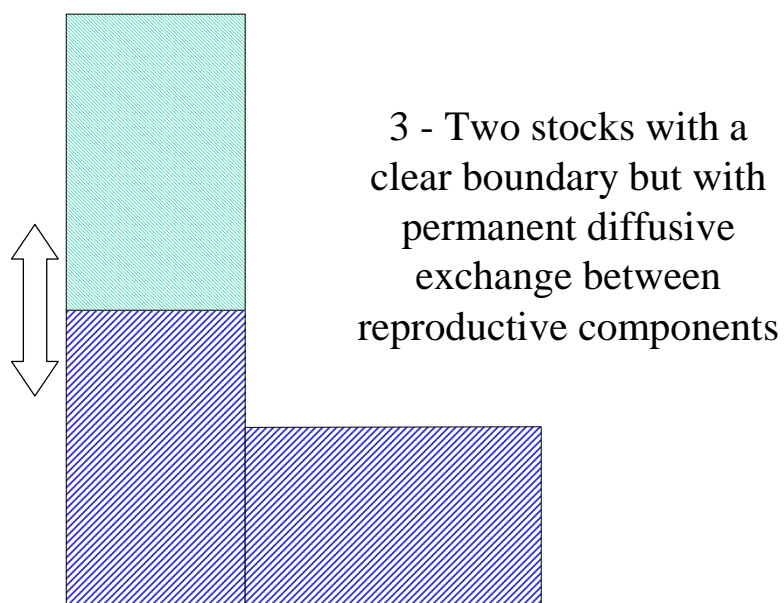 3 - Two stocks with a
clear boundary but with
permanent diffusive
exchange between
reproductive components